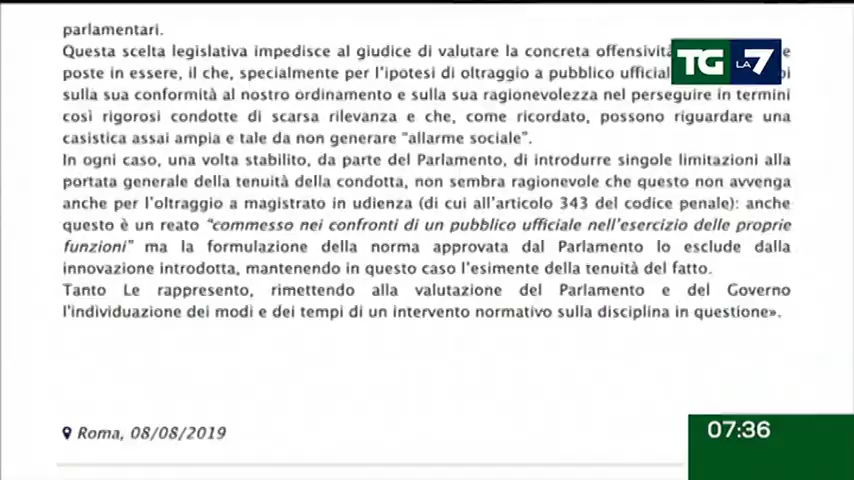 parlamentari.
Questa scelta legislativa impedisce al giudice di valutare la concreta offensività
poste in essere, il che, specialmente per l'ipotesi di oltraggio a pubblico ufficial
sulla sua conformità al nostro ordinamento e sulla sua ragionevolezza nel perseguire in termini
così rigorosi condotte di scarsa rilevanza e che, come ricordato, possono riguardare una
casistica assai ampia e tale da non generare "allarme sociale".
In ogni caso, una volta stabilito, da parte del Parlamento, di introdurre singole limitazioni alla
portata generale della tenuità della condotta, non sembra ragionevole che questo non avvenga
anche per l'oltraggio a magistrato in udienza (di cui all'articolo 343 del codice penale): anche
questo è un reato "commesso nei confronti di un pubblico ufficiale nell'esercizio delle proprie
funzioni" ma la formulazione della norma approvata dal Parlamento lo esclude dalla
innovazione introdotta, mantenendo in questo caso l'esimente della tenuità del fatto.
Tanto Le rappresento, rimettendo alla valutazione del Parlamento e del Governo
l'individuazione dei modi e dei tempi di un intervento normativo sulla disciplina in questione».
Roma, 08/08/2019
TG LA7
07:36